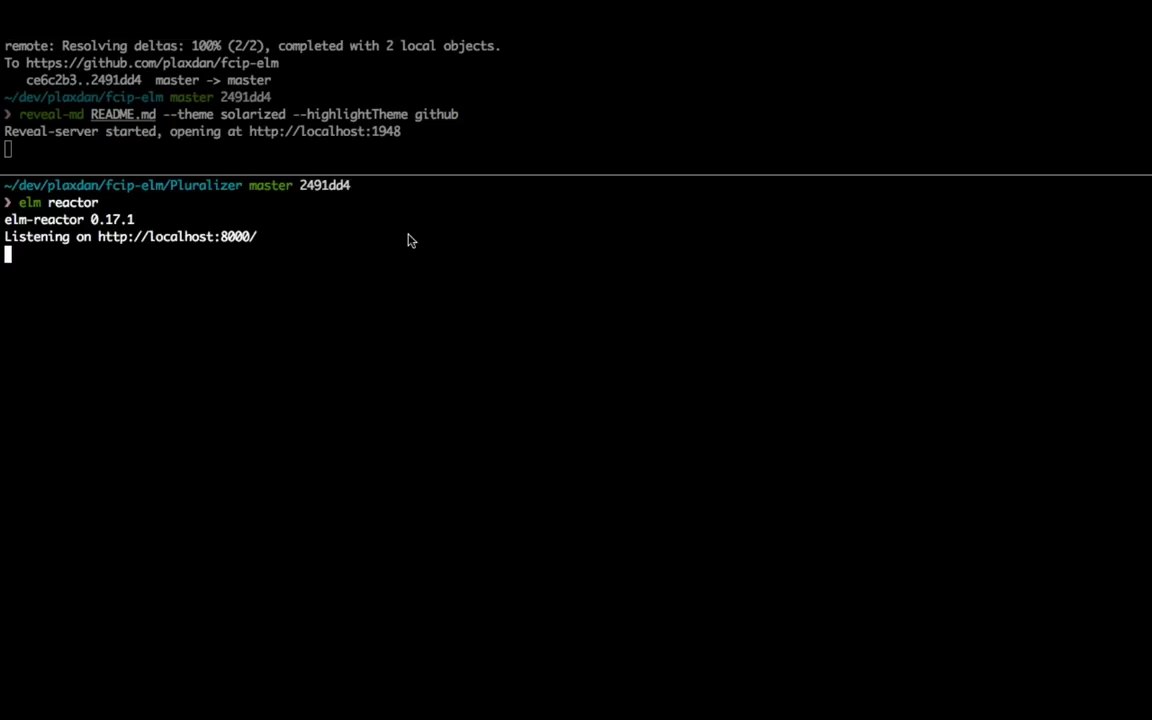 remote: Resolving deltas: 100% (2/2), completed with 2 local objects.
To https://github.com/plaxdan/fcip-elm
ce6c2b3..2491dd4  master -> master
~/dev/plaxdan/fcip-elm master 2491dd4
❯ reveal-md README.md --theme solarized --highlightTheme github
Reveal-server started, opening at http://localhost:1948
~/dev/plaxdan/fcip-elm/Pluralizer master 2491dd4
❯ elm reactor
elm-reactor 0.17.1
Listening on http://localhost:8000/